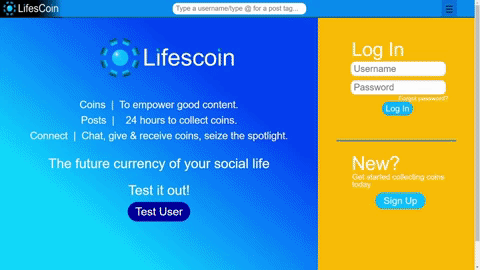 LifesCoin
Type a username/type @ for a post tag...
Lifescoin
Coins | To empower good content.
Posts | 24 hours to collect coins.
Connect | Chat, give & receive coins, seize the spotlight.
The future currency of your social life
Test it out!
Test User
Log In
Username
Password
Forgot password?
Log In
New?
Get started collecting coins
today.
Sign Up